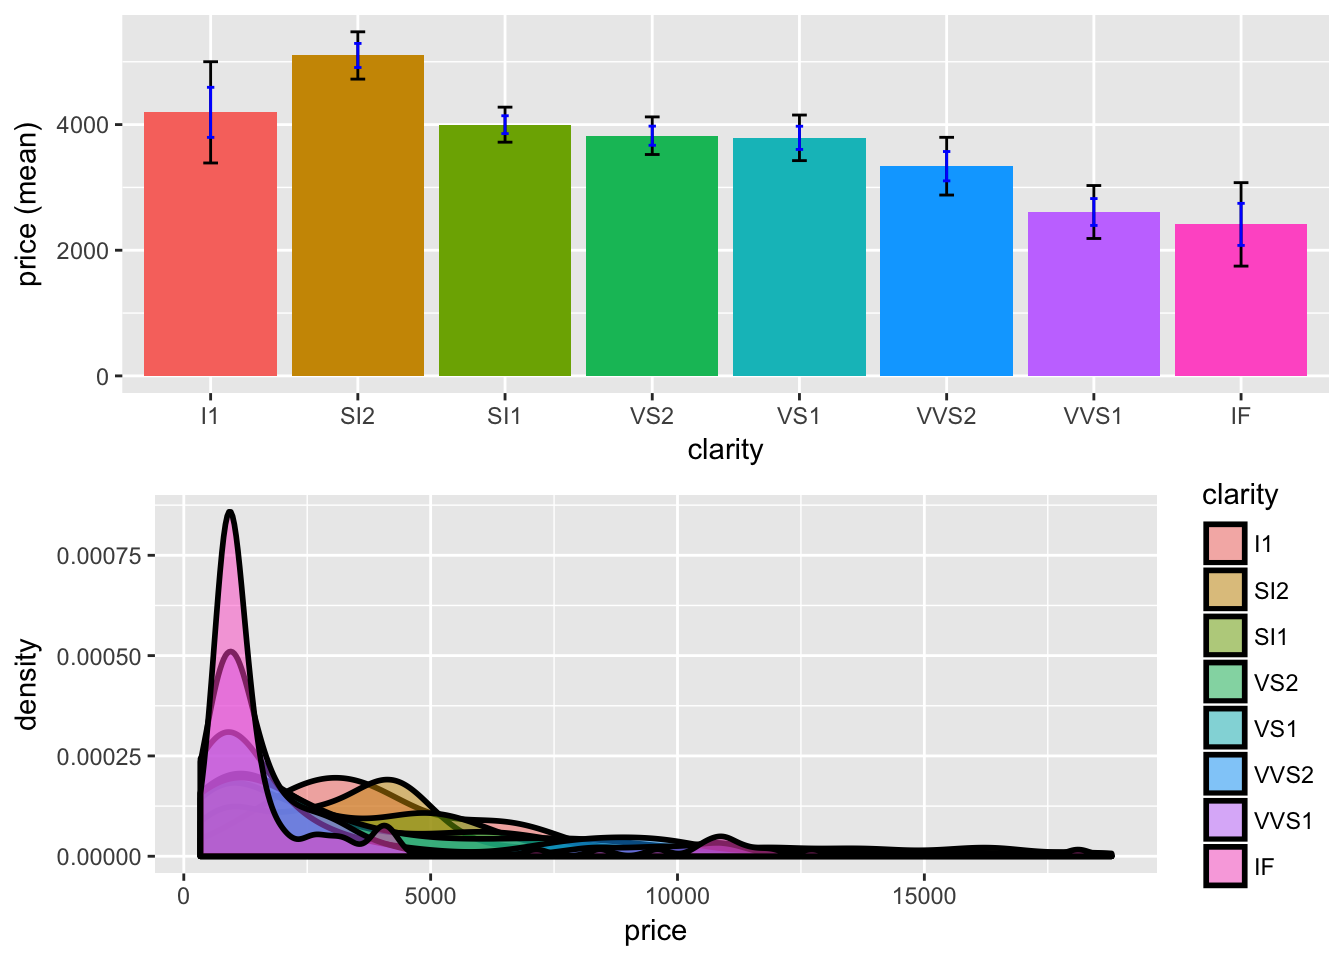 price (mean)
4000
2000
0
I1 SI2 SI1 VS2 VS1 VVS2 VVS1 IF
clarity
density
0.00075
0.00050
0.00025
0.00000
0 5000 10000 15000
price
clarity
I1
SI2
SI1
VS2
VS1
VVS2
VVS1
IF